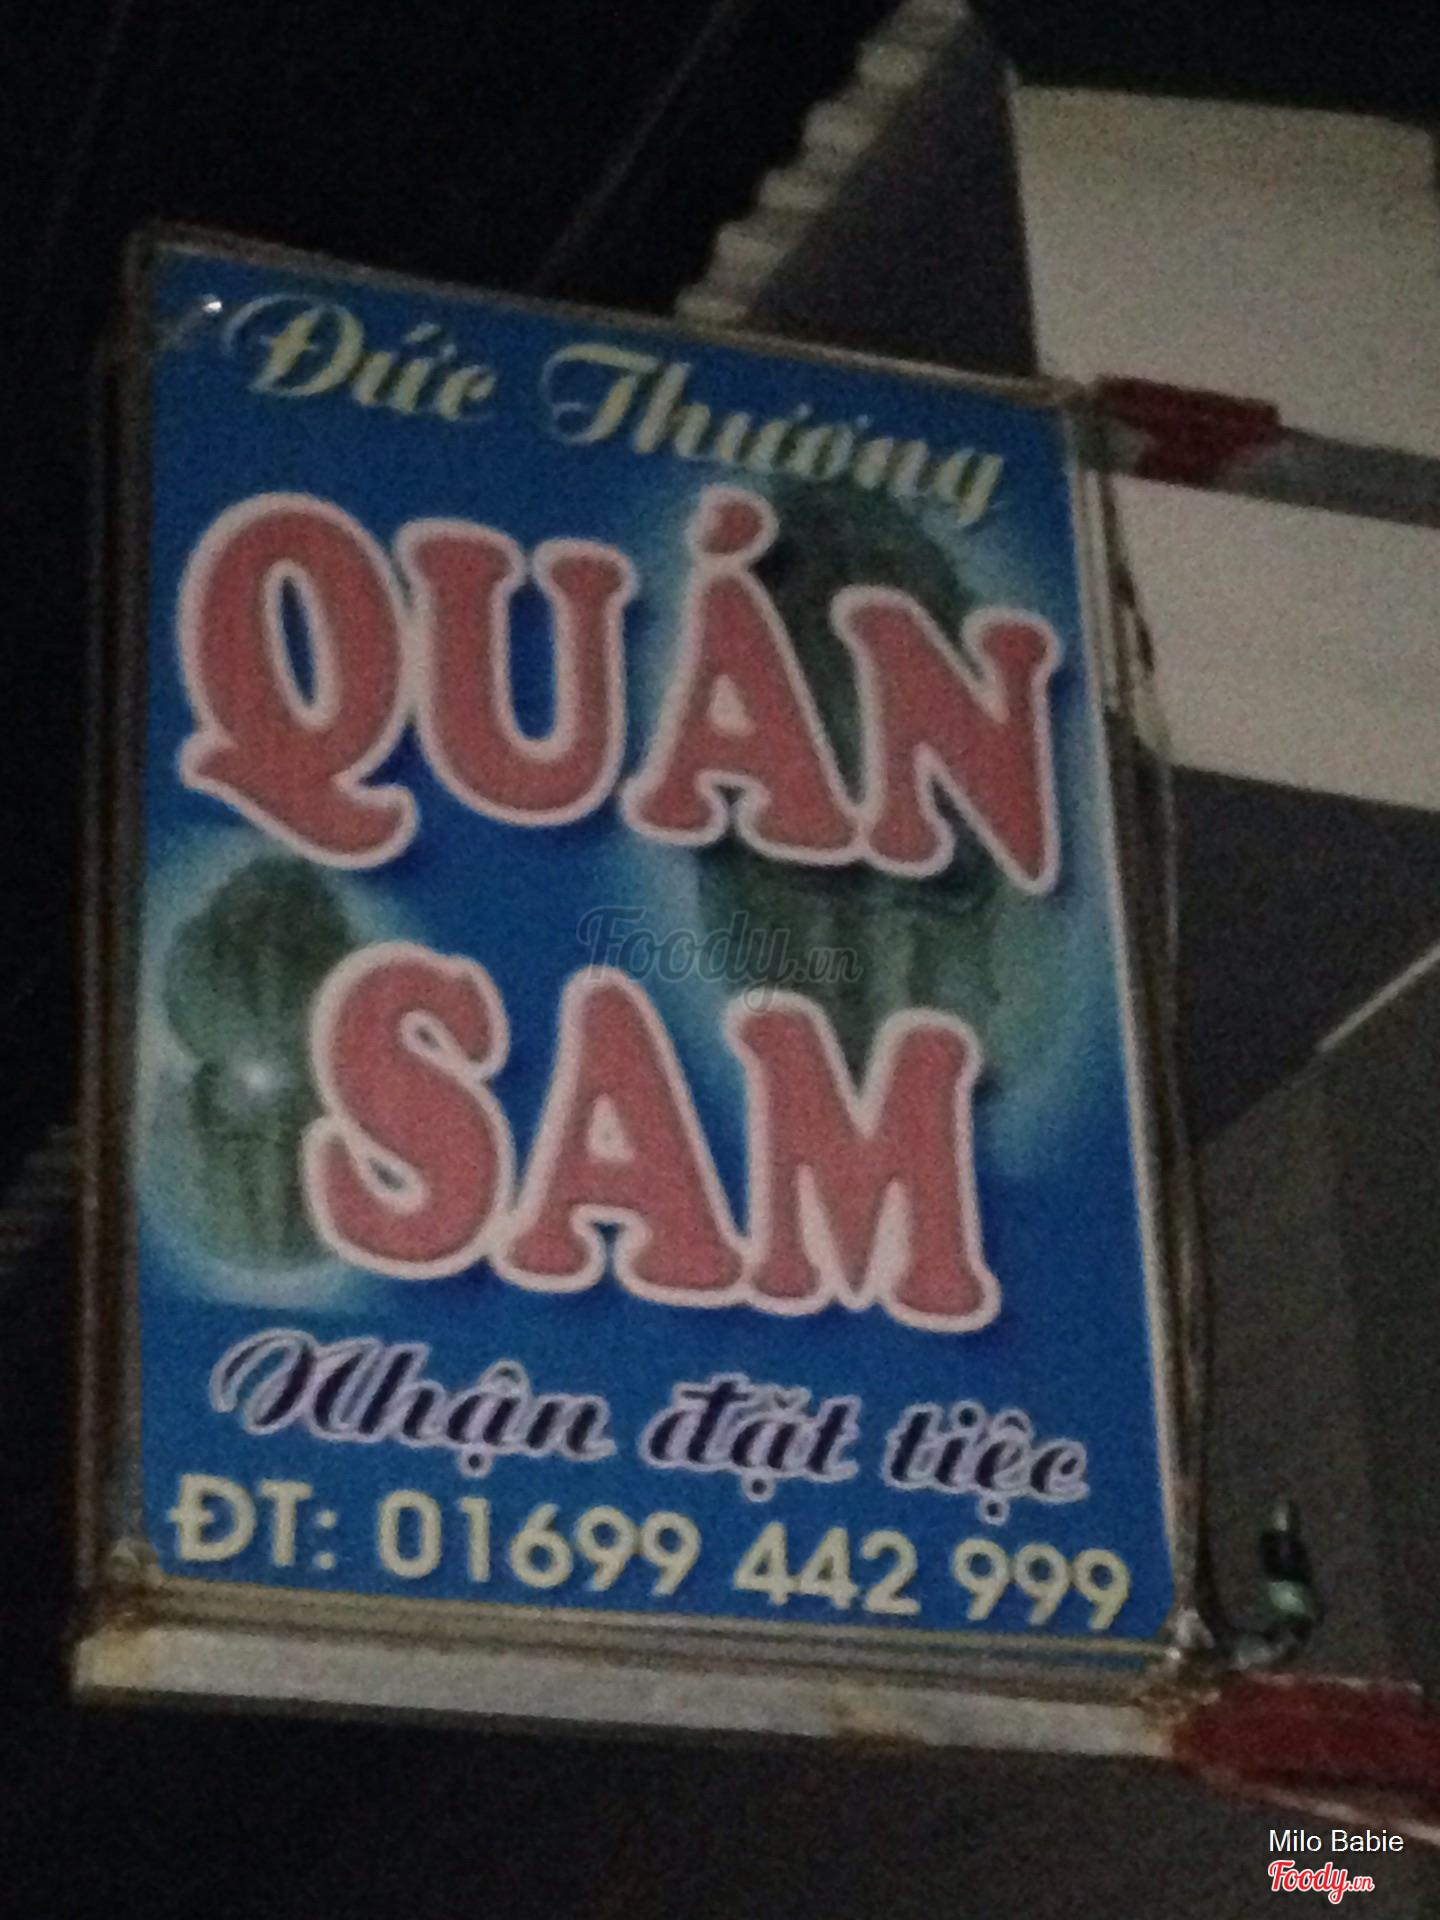 Đức Thương
QUÁN
SAM
Foody.vn
Nhận đặt tiệc
ĐT: 01699 442 999
Milo Babie
Foody.vn